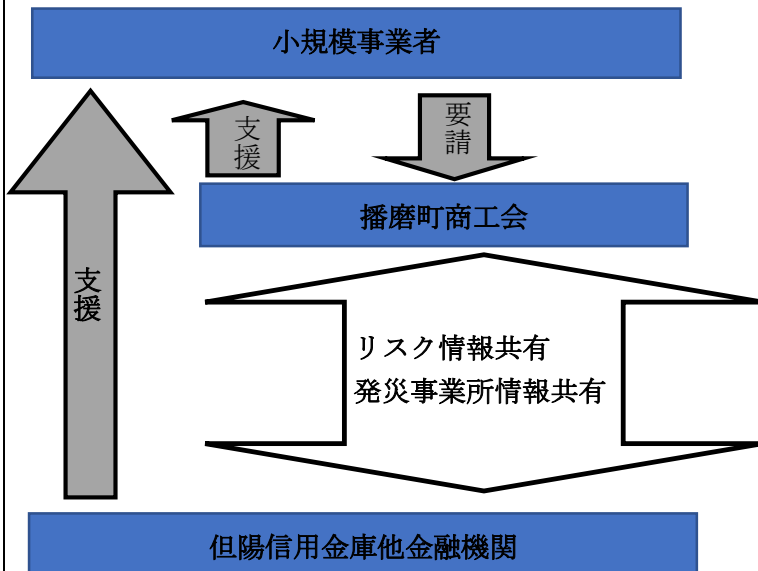 小規模事業者
支援
要請
播磨町商工会
支援
リスク情報共有
発災事業所情報共有
但陽信用金庫他金融機関